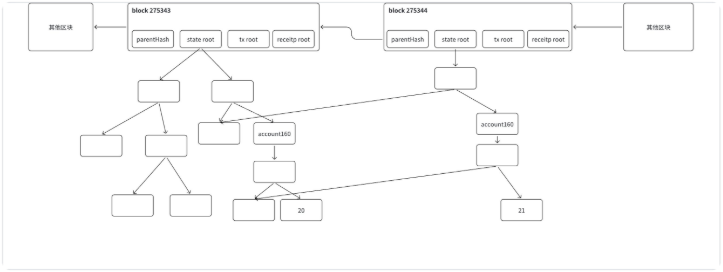 block 275343
block 275344
其他区块
parentHash
state root
tx root
receitp root
parentHash
state root
tx root
receitp root
其他区块
account160
account160
20
21